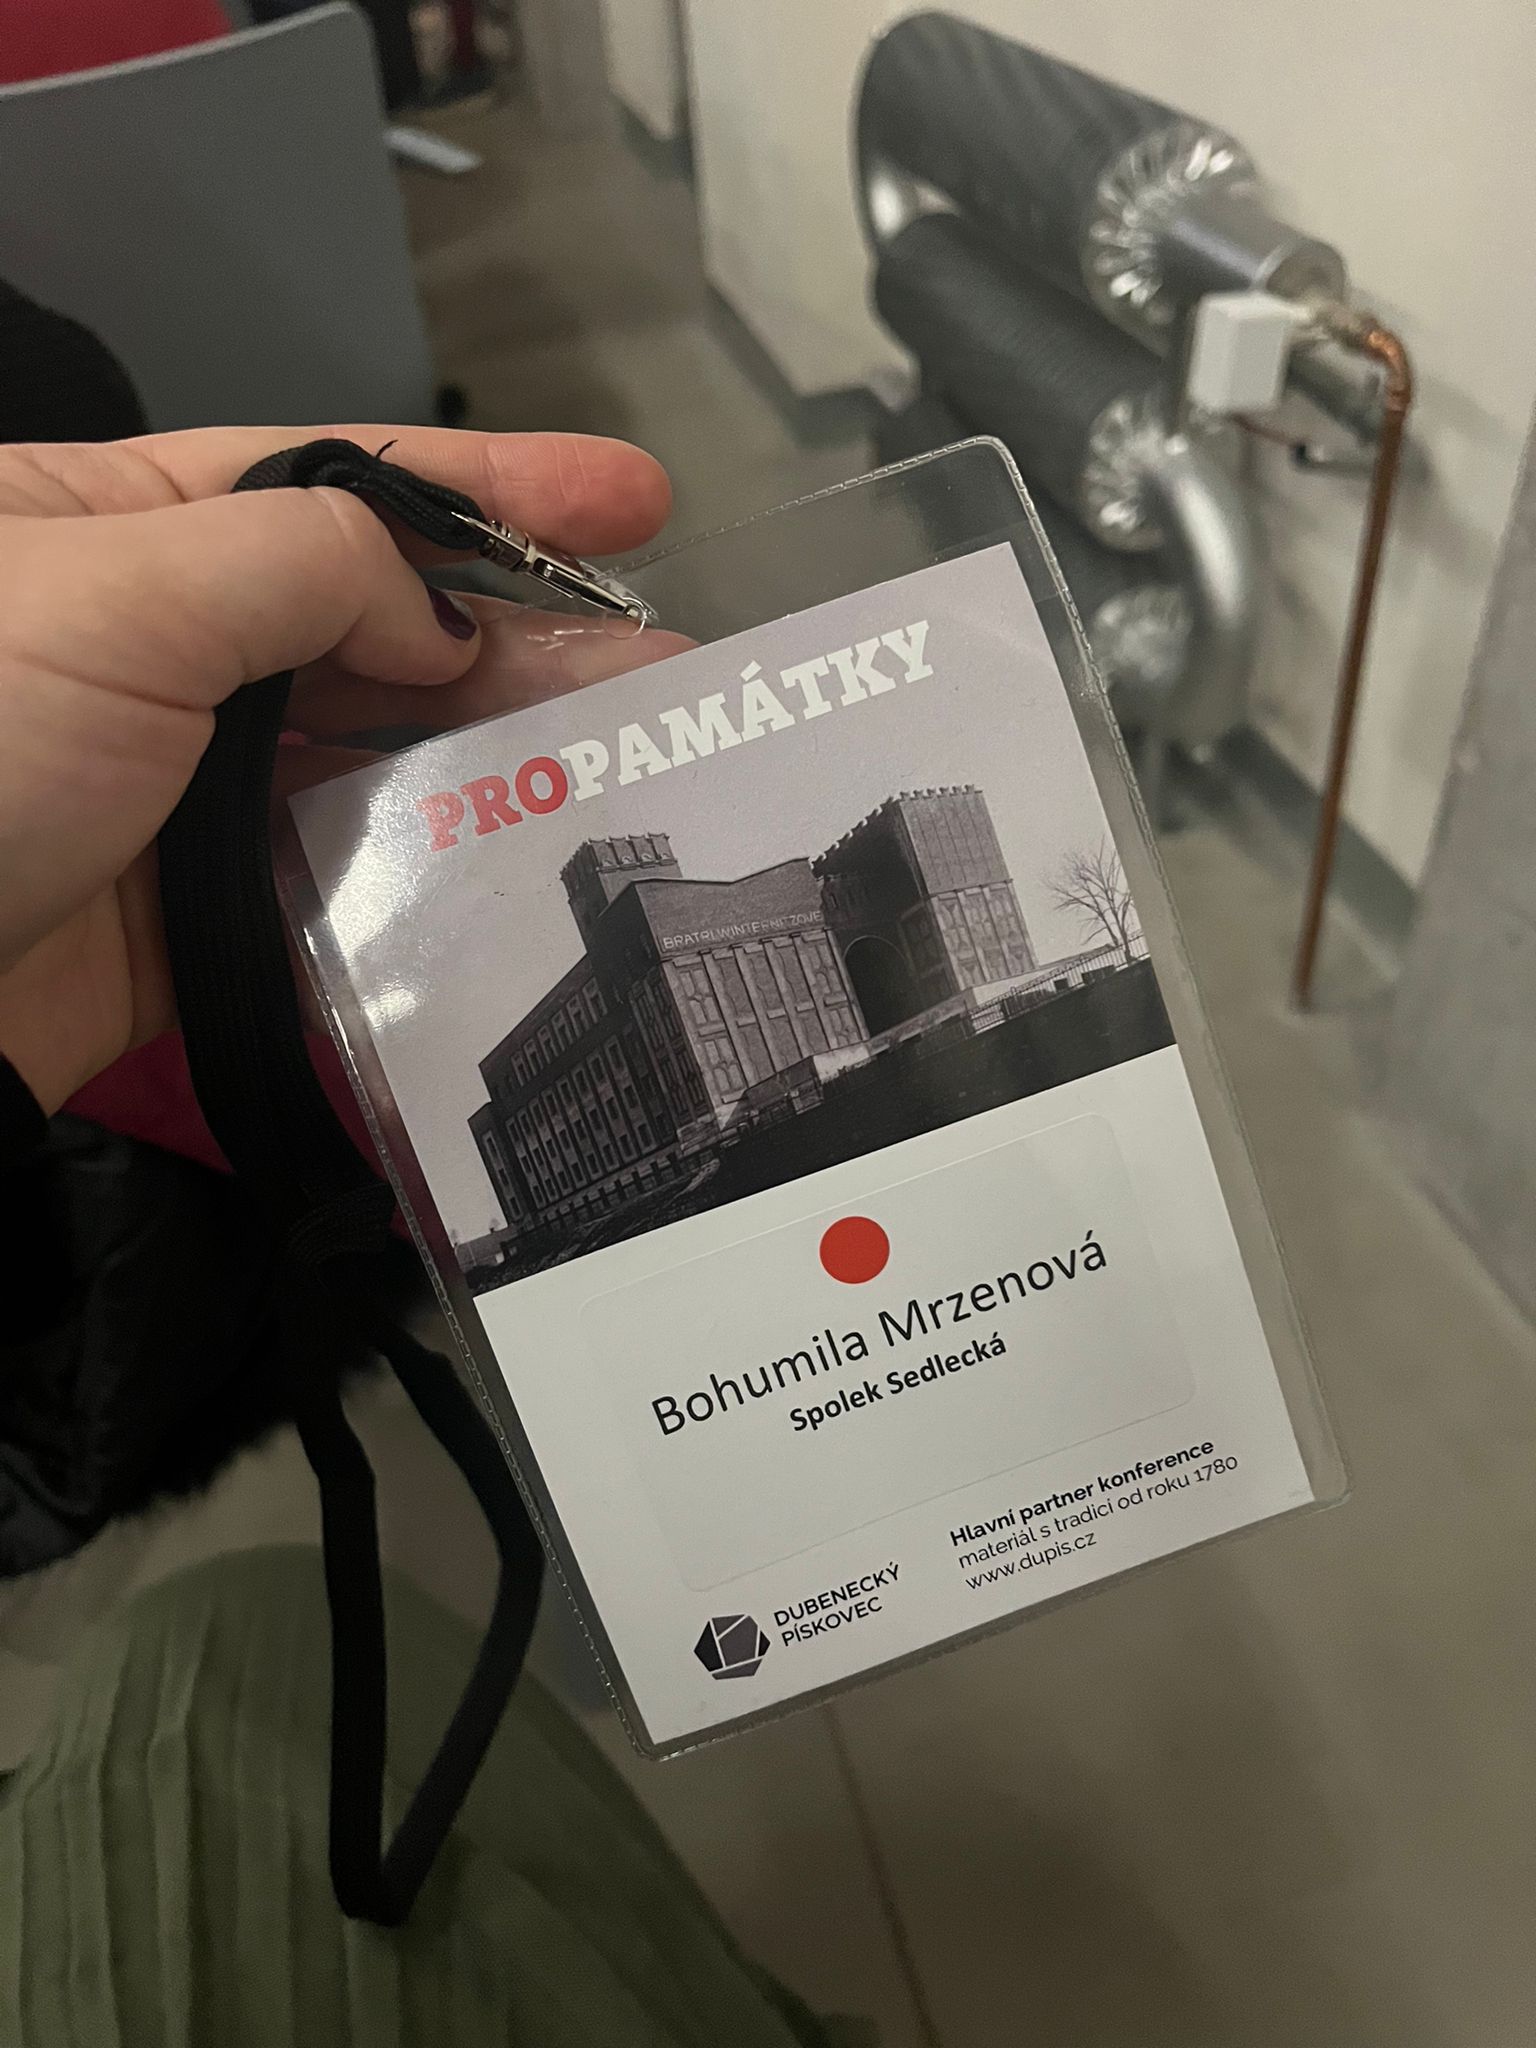 PROPAMÁTKY
BRATŘI WINTERNITZOVÉ
Bohumila Mrzenová
Spolek Sedlecká
Hlavní partner konference
materiál s tradicí od roku 1780
www.dupis.cz
DUBENECKÝ
PÍSKOVEC